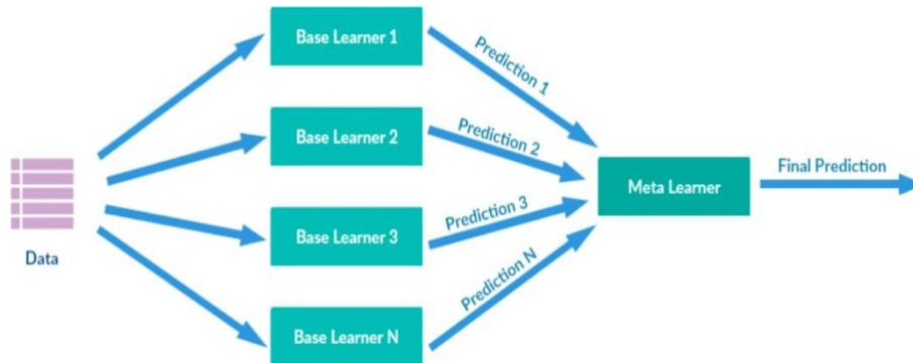 Base Learner 1
Prediction 1
Base Learner 2
Prediction 2
Data
Base Learner 3
Prediction 3
Meta Learner
Final Prediction
Base Learner N
Prediction N